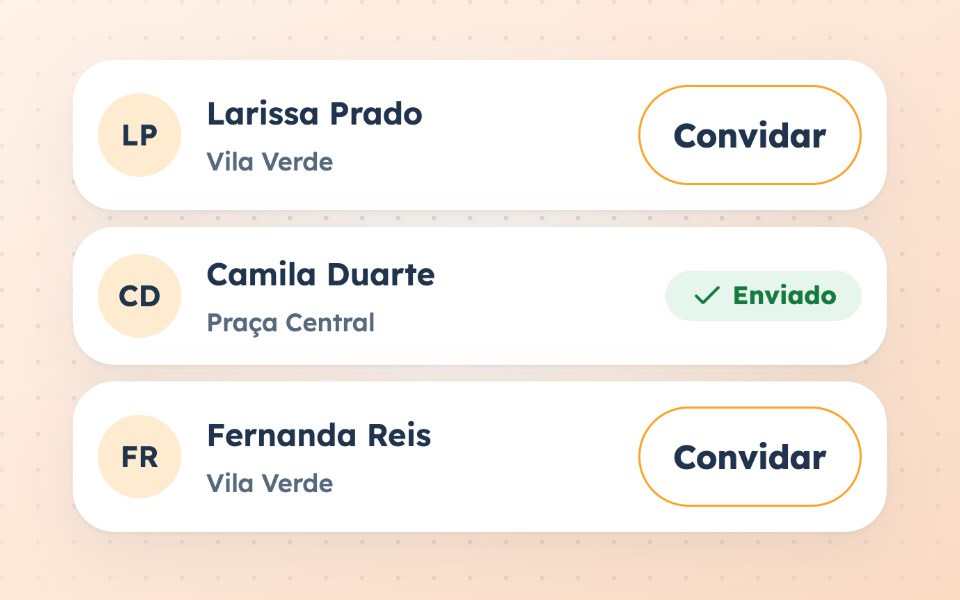 LP
Larissa Prado
Vila Verde
Convidar
CD
Camila Duarte
Praça Central
Enviado
FR
Fernanda Reis
Vila Verde
Convidar